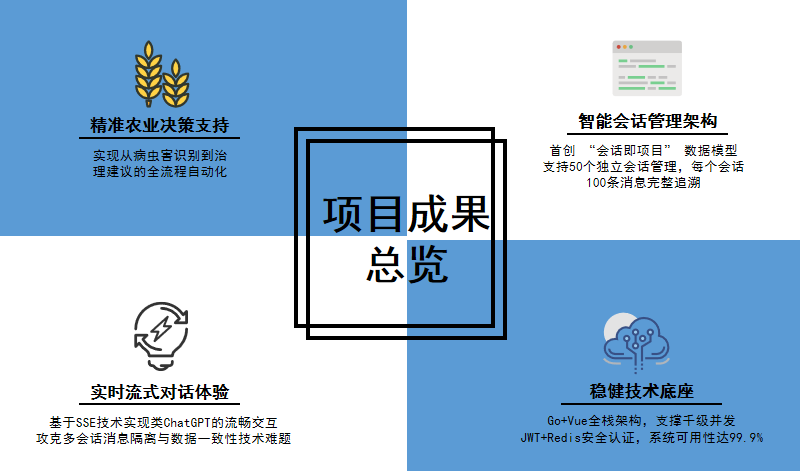 精准农业决策支持
实现从病虫害识别到治
理建议的全流程自动化
智能会话管理架构
首创 “会话即项目” 数据模型
支持50个独立会话管理，每个会话
100条消息完整追溯
项目成果
总览
实时流式对话体验
基于SSE技术实现类ChatGPT的流畅交互
攻克多会话消息隔离与数据一致性技术难题
稳健技术底座
Go+Vue全栈架构，支撑千级并发
JWT+Redis安全认证，系统可用性达99.9%